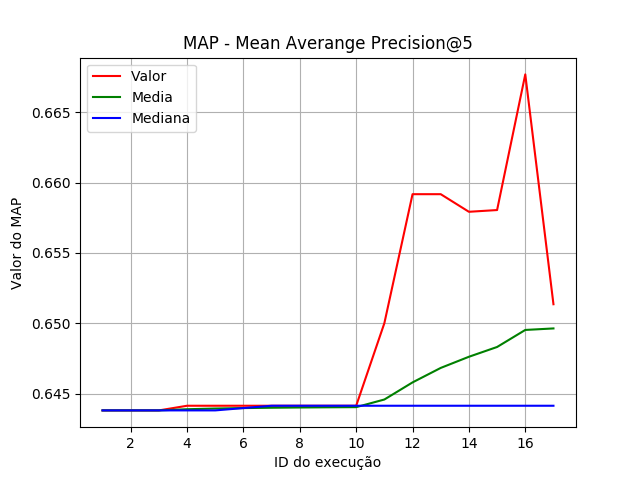 MAP - Mean Averange Precision@5
Valor
Media
Mediana
0.665
0.660
0.655
0.650
0.645
Valor do MAP
2 4 6 8 10 12 14 16
ID do execução